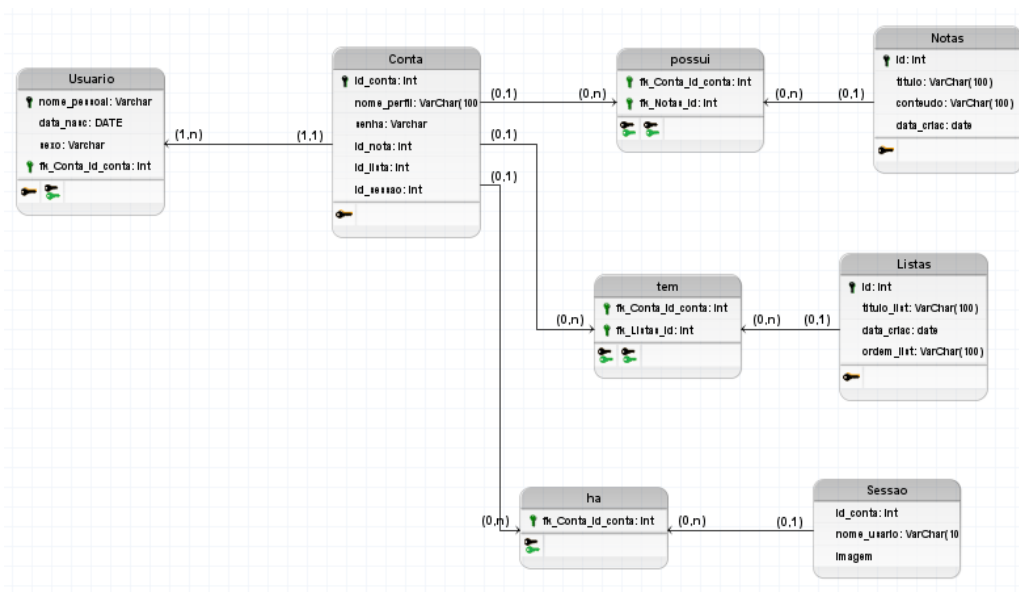 Usuario
nome_pessoal: Varchar
data_nasc: DATE
sexo: Varchar
fk_Conta_id_conta: Int
(1,n)
(1,1)
Conta
id_conta: Int
nome_perfil: VarChar(100
senha: Varchar
id_nota: Int
id_lista: Int
id_sessao: Int
(0,1)
(0,1)
(0,1)
(0,n)
possui
fk_Conta_id_conta: Int
fk_Notas_id: Int
(0,n)
(0,1)
Notas
id: Int
titulo: VarChar(100)
conteudo: VarChar(100)
data_criac: date
(0,n)
tem
fk_Conta_id_conta: Int
fk_Listas_id: Int
(0,n)
(0,1)
Listas
id: Int
titulo_list: VarChar(100)
data_criac: date
ordem_list: VarChar(100)
(0,n)
ha
fk_Conta_id_conta: Int
(0,n)
(0,1)
Sessao
id_conta: Int
nome_usario: VarChar(10
imagem